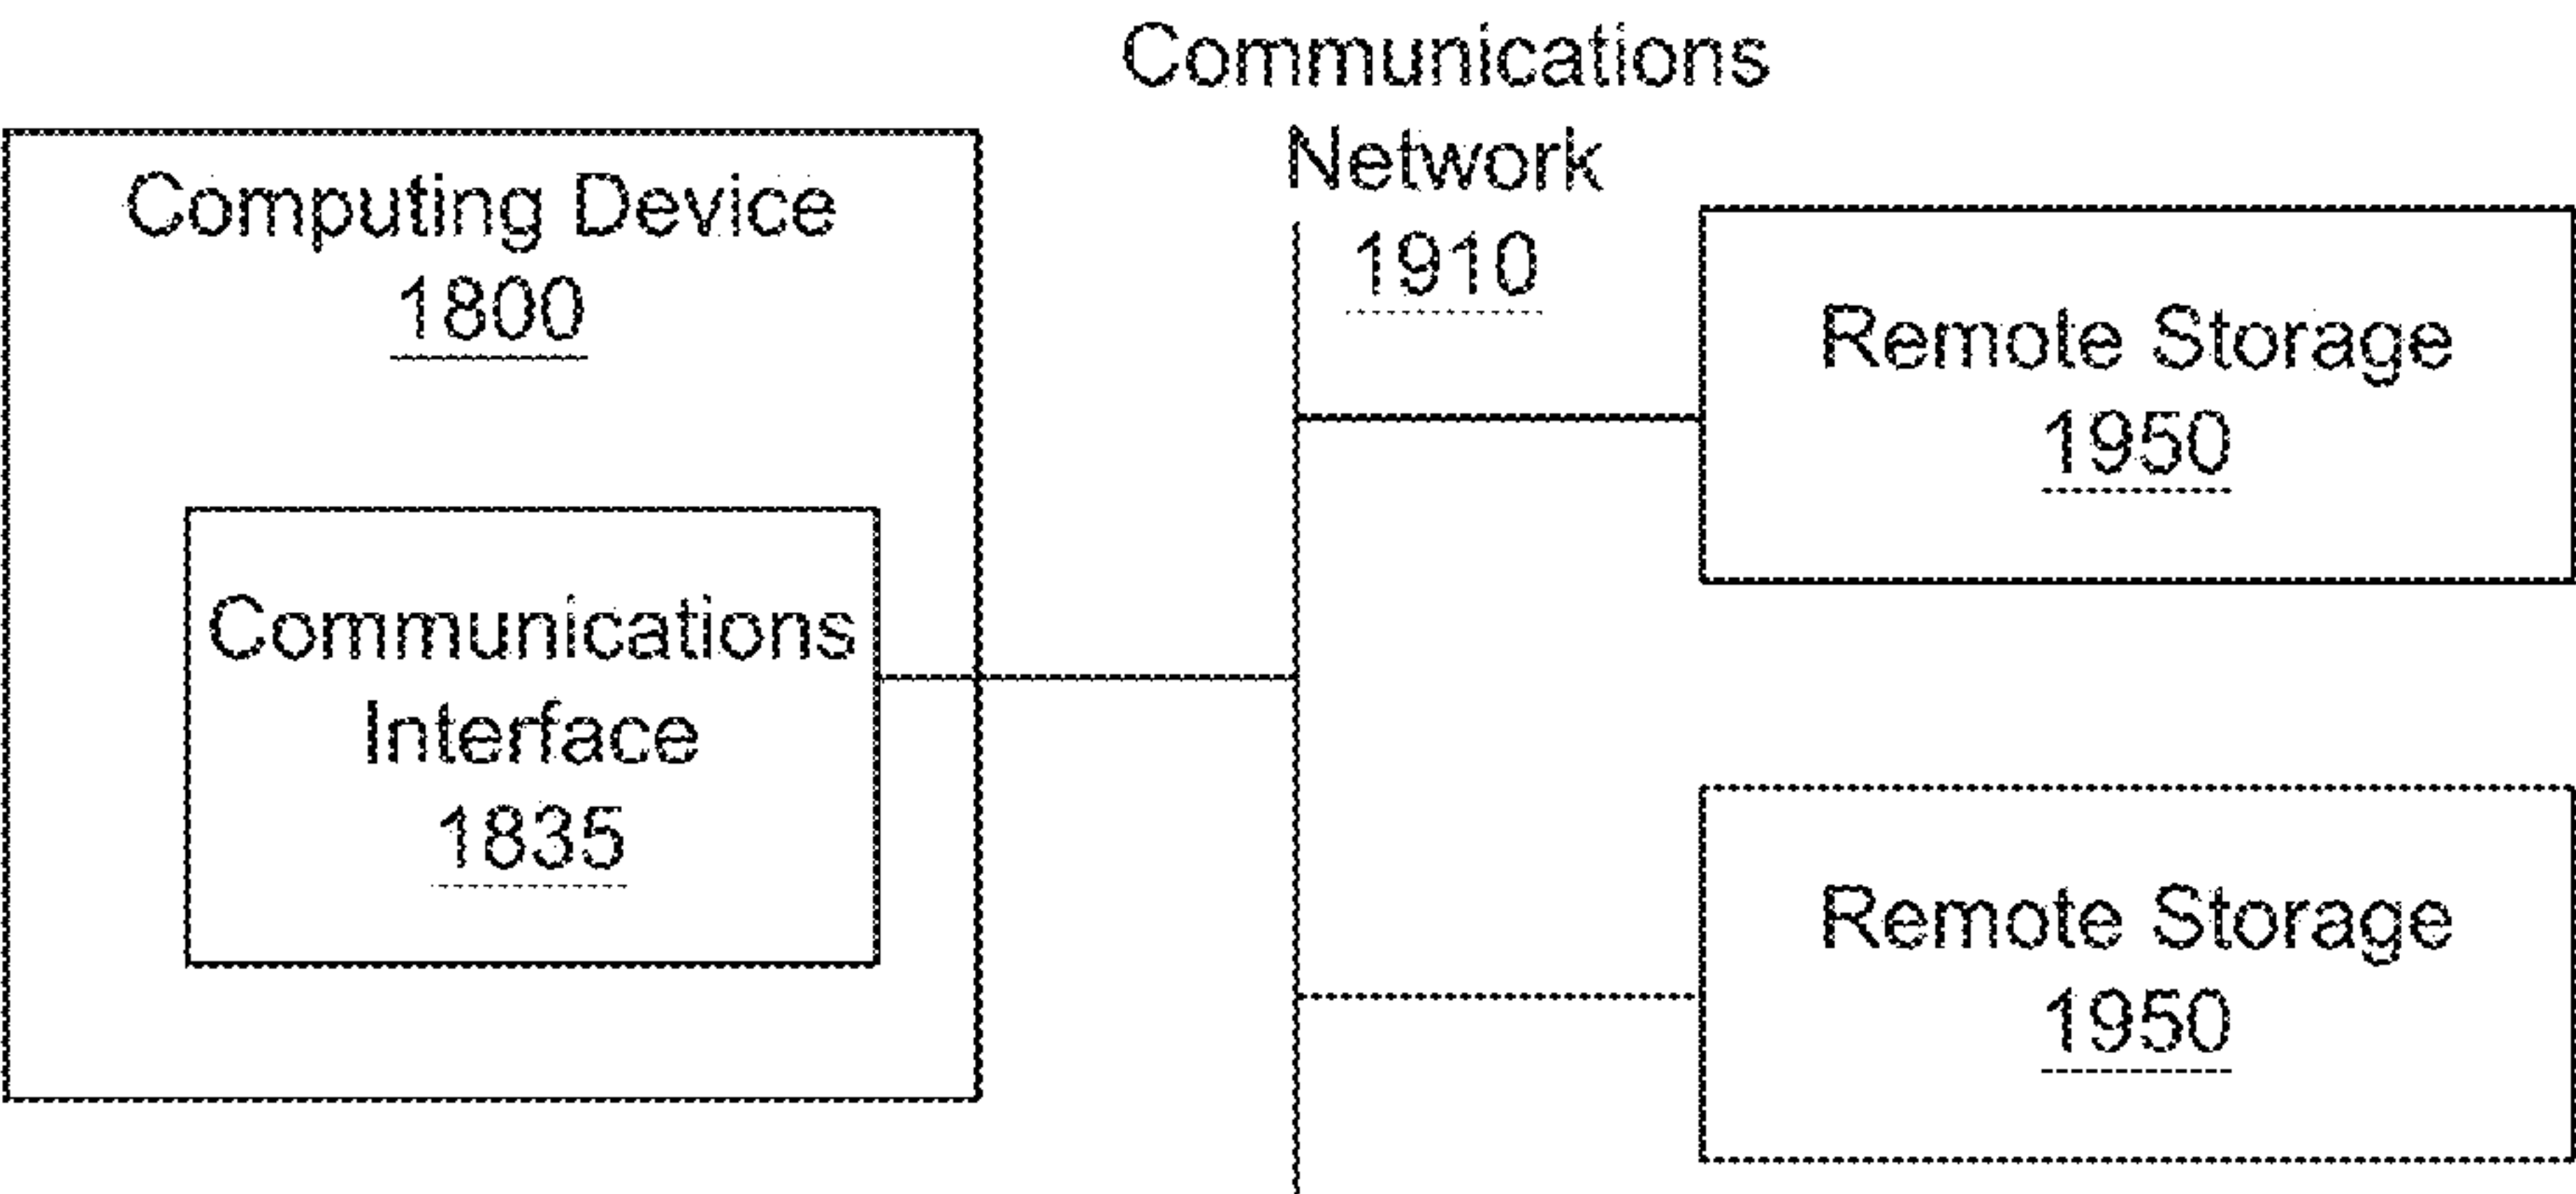 Communications
Network
1910
Computing Device
1800
Communications
Interface
1835
Remote Storage
1950
Remote Storage
1950